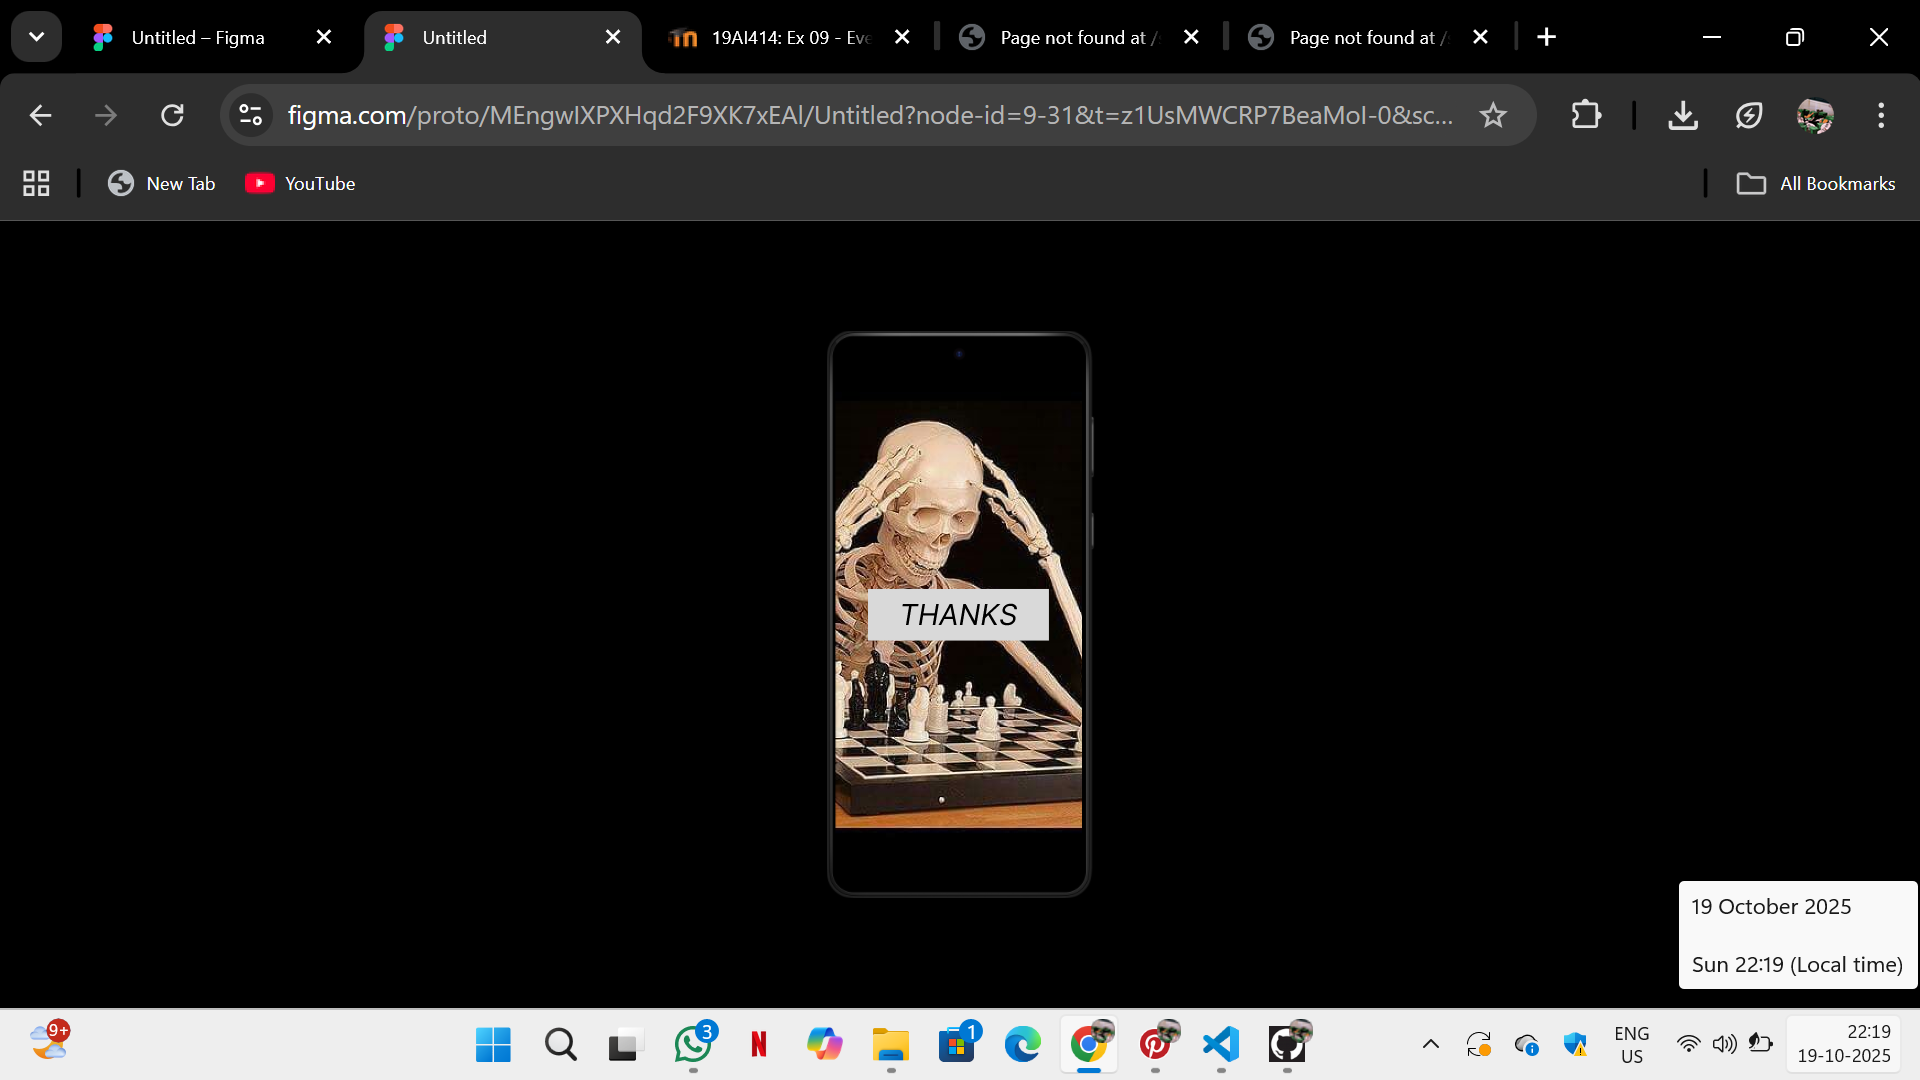 Untitled – Figma
Untitled
19AI414: Ex 09 - Eve
Page not found at /
Page not found at /
figma.com/proto/MEngwIXPXHqd2F9XK7xEAl/Untitled?node-id=9-31&t=z1UsMWCRP7BeaMoI-0&sc...
New Tab
YouTube
All Bookmarks
THANKS
19 October 2025
Sun 22:19 (Local time)
9+
3
N
1
ENG
US
22:19
19-10-2025